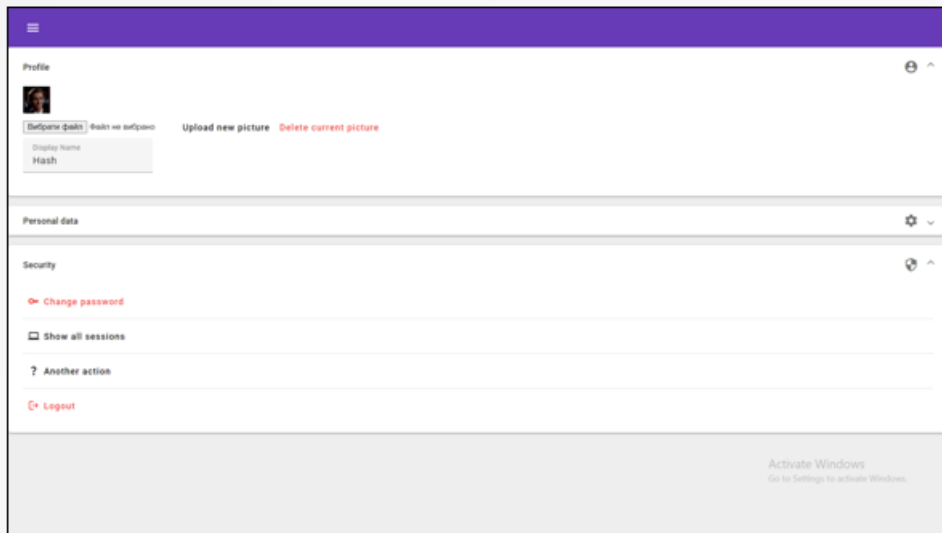 Profile
Вибрати файл Файл не вибрано Upload new picture Delete current picture
Display Name
Hash
Personal data
Security
Change password
Show all sessions
? Another action
Logout
Activate Windows
Go to Settings to activate Windows.